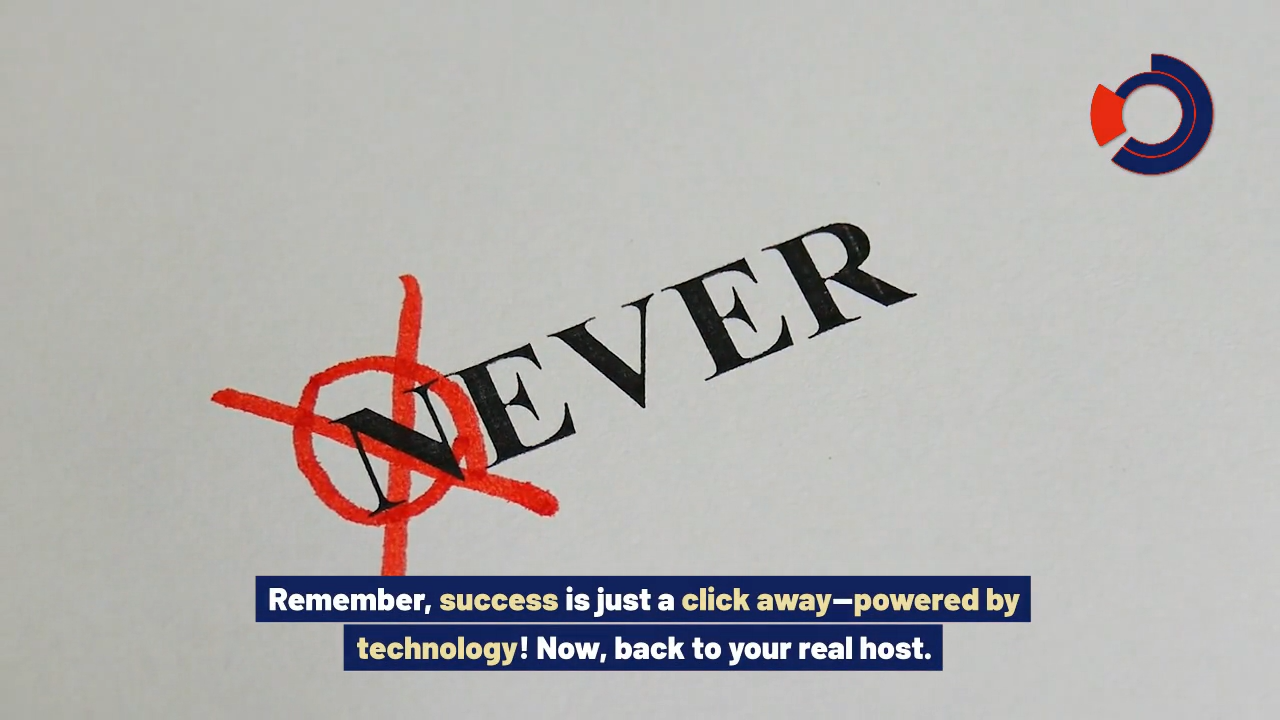 NEVER
Remember, success is just a click away—powered by
technology! Now, back to your real host.